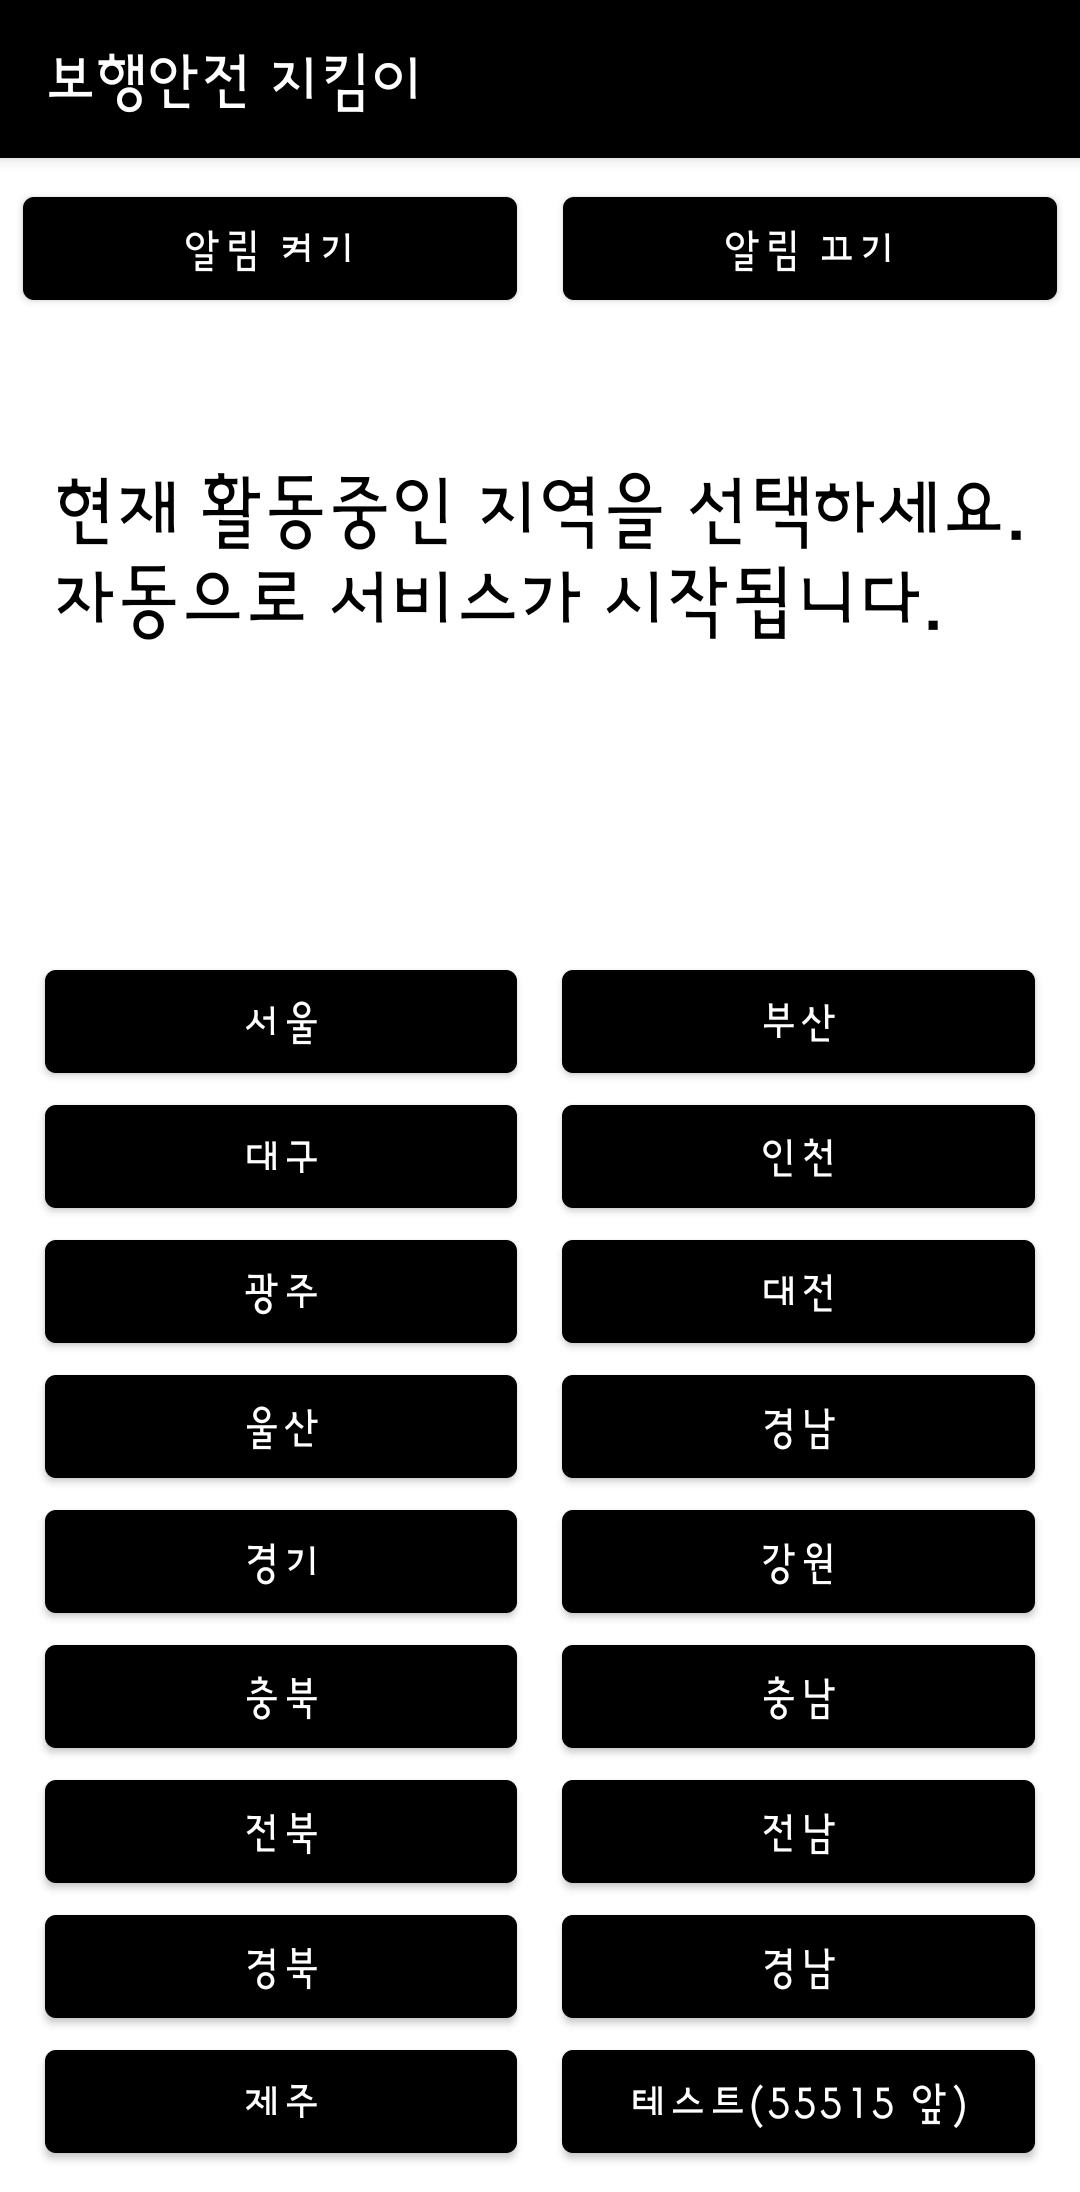 보행안전 지킴이
알림 켜기
알림 끄기
현재 활동중인 지역을 선택하세요.
자동으로 서비스가 시작됩니다.
서울
부산
대구
인천
광주
대전
울산
경남
경기
강원
충북
충남
전북
전남
경북
경남
제주
테스트(55515 앞)